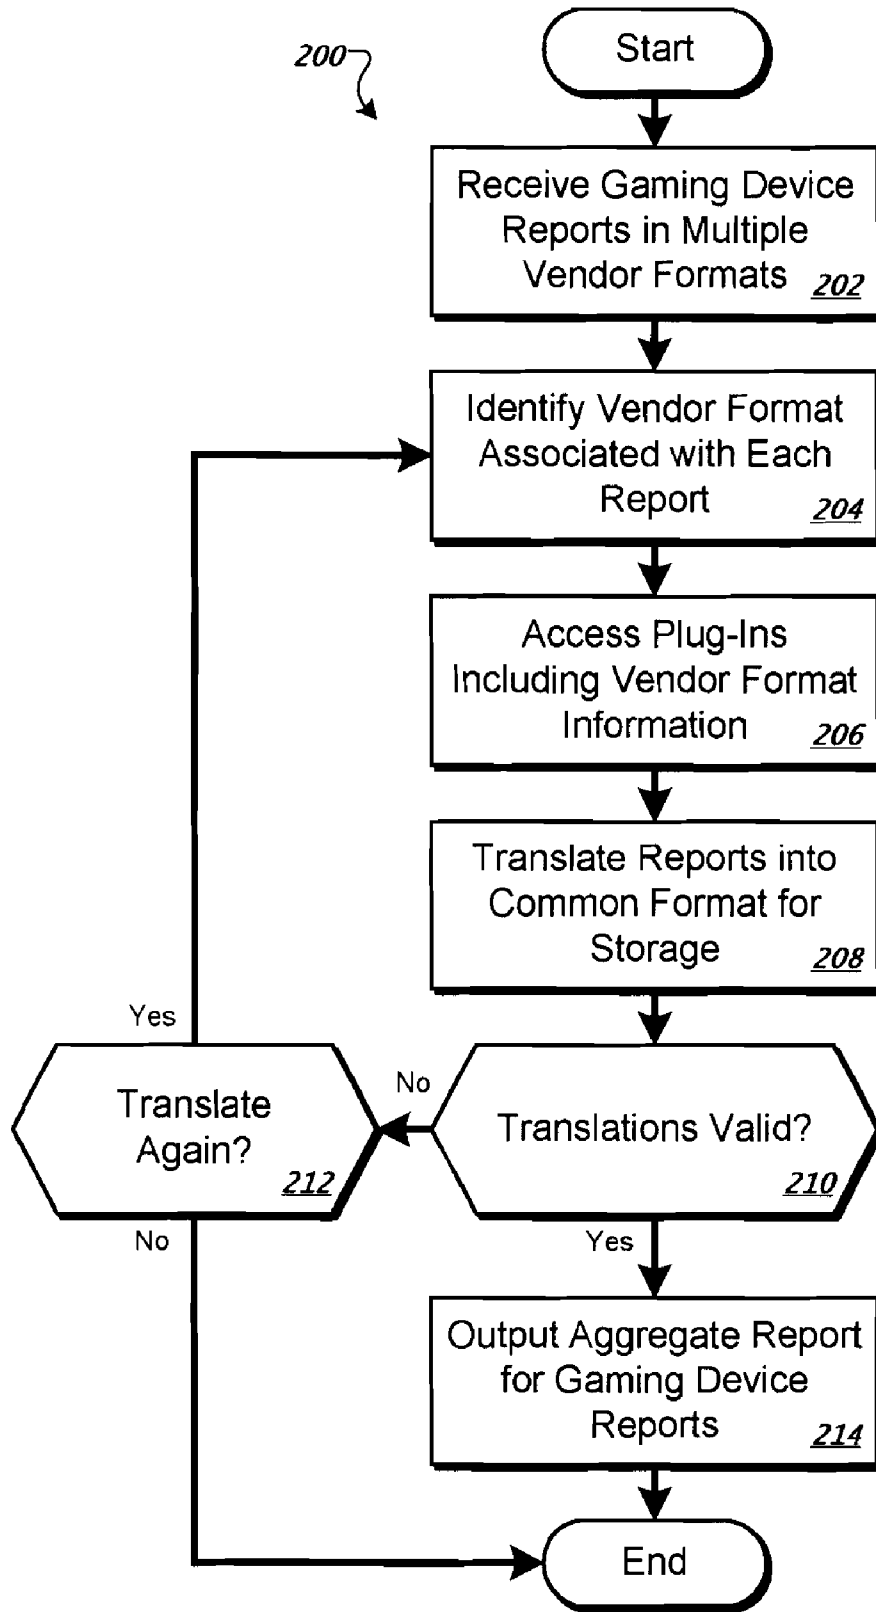 Start
200
Receive Gaming Device
Reports in Multiple
Vendor Formats
202
Identify Vendor Format
Associated with Each
Report
204
Access Plug-Ins
Including Vendor Format
Information
206
Translate Reports into
Common Format for
Storage
208
Yes
Translate
Again?
212
No
No
Translations Valid?
210
Yes
Output Aggregate Report
for Gaming Device
Reports
214
End